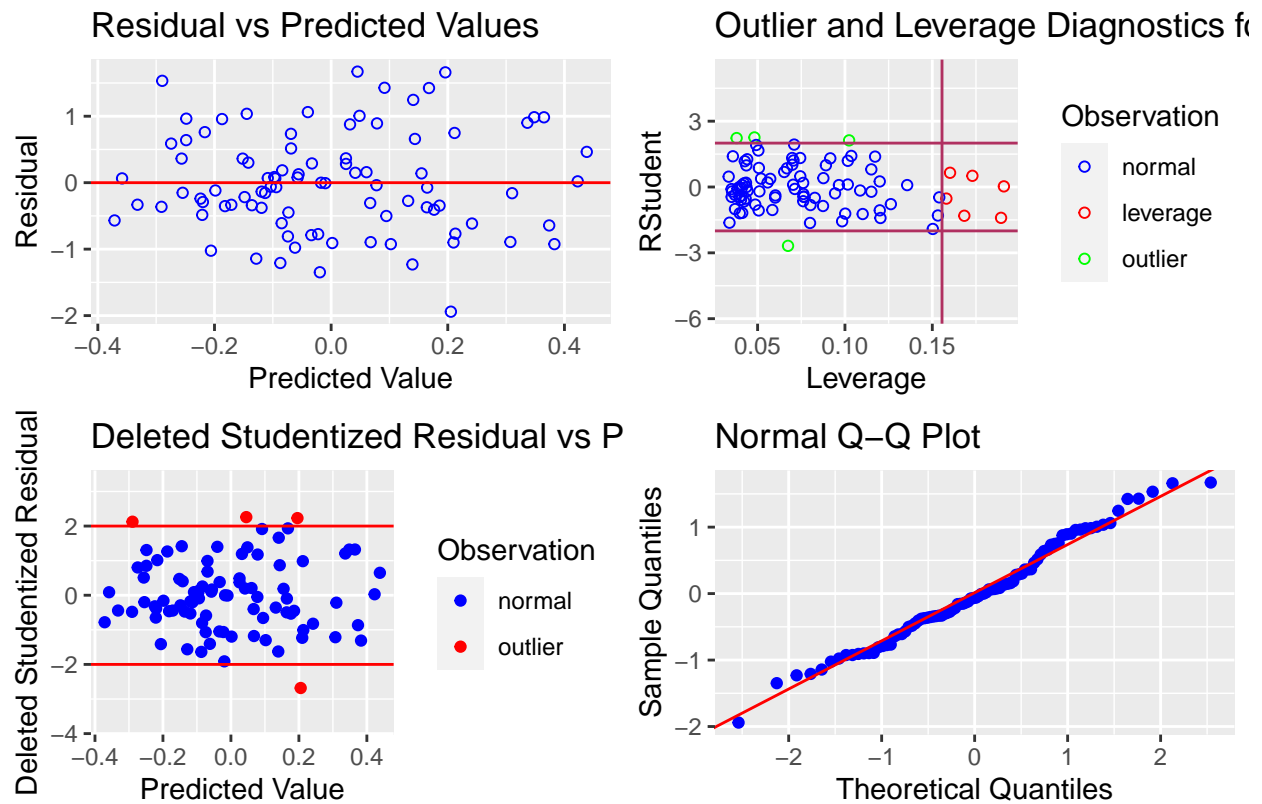 Residual vs Predicted Values
Residual
1
0
−1
−2
−0.4
−0.2
0.0
0.2
0.4
Predicted Value
Outlier and Leverage Diagnostics fo
RStudent
3
0
−3
−6
0.05
0.10
0.15
Leverage
Observation
normal
leverage
outlier
Deleted Studentized Residual vs P
Deleted Studentized Residual
2
0
−2
−4
−0.4
−0.2
0.0
0.2
0.4
Predicted Value
Observation
normal
outlier
Normal Q−Q Plot
Sample Quantiles
1
0
−1
−2
−2
−1
0
1
2
Theoretical Quantiles